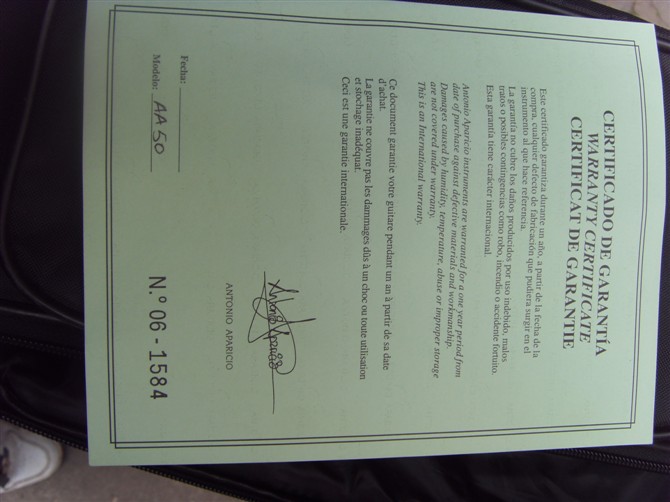 CERTIFICADO DE GARANTÍA
WARRANTY CERTIFICATE
CERTIFICAT DE GARANTIE
Este certificado garantiza durante un año, a partir de la fecha de la
compra, cualquier defecto de fabricación que pudiera surgir en el
instrumento al que hace referencia.
La garantía no cubre los daños producidos por uso indebido, malos
tratos o posibles contingencias como robo, incendio o accidente fortuito.
Esta garantía tiene carácter internacional.
Antonio Aparicio instruments are warranted for a one year period from
date of purchase against defective materials and workmanship.
Damages caused by humidity, temperature, abuse or improper storage
are not covered under warranty.
This is an International warranty.
Ce document garantie votre guitare pendant un an à partir de sa date
d'achat.
La garantie ne couvre pas les dammages dûs à un choc ou toute utilisation
et stochage inadéquat.
Ceci est une garantie internationale.
Antonio Aparicio
ANTONIO APARICIO
Fecha:
Modelo: AA 50
N.º 06-1584